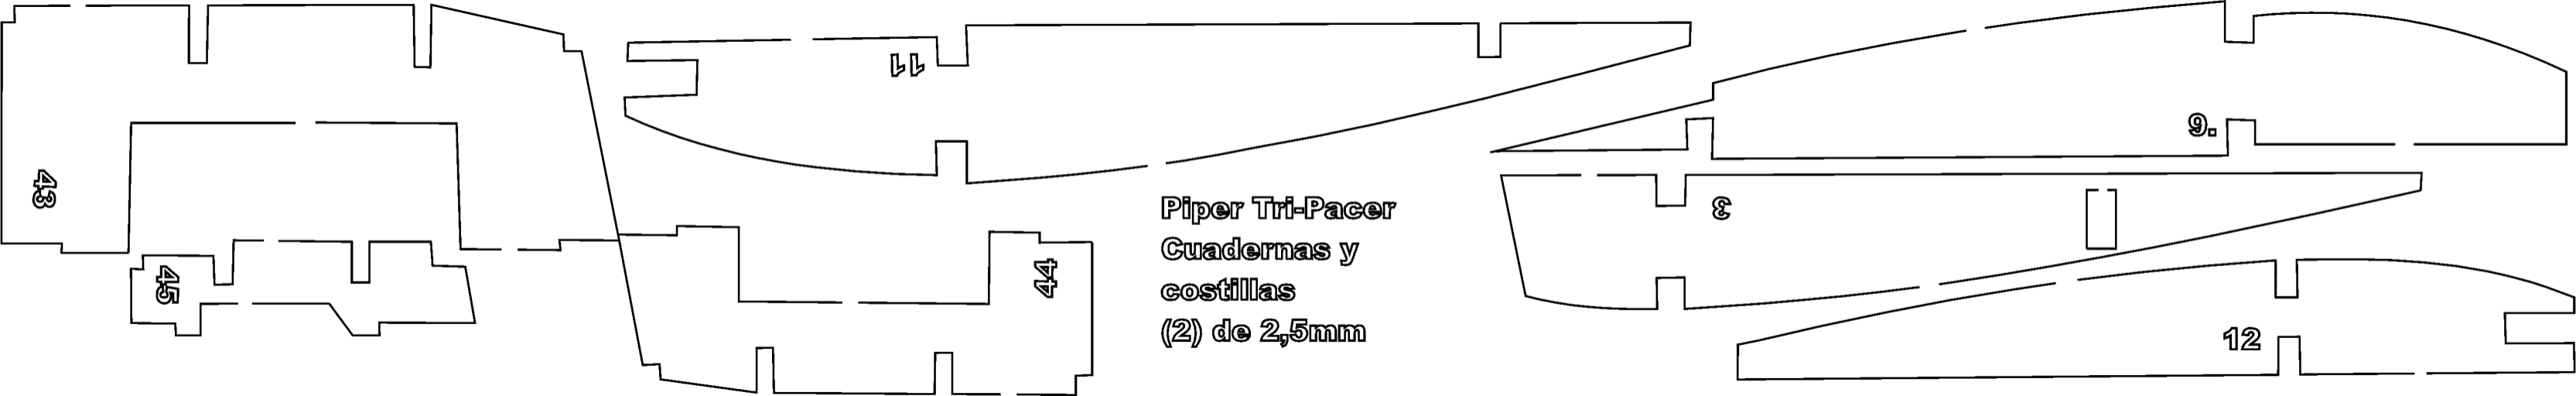 43
45
11
44
Piper Tri-Pacer
Cuadernas y
costillas
(2) de 2,5mm
9.
3
12